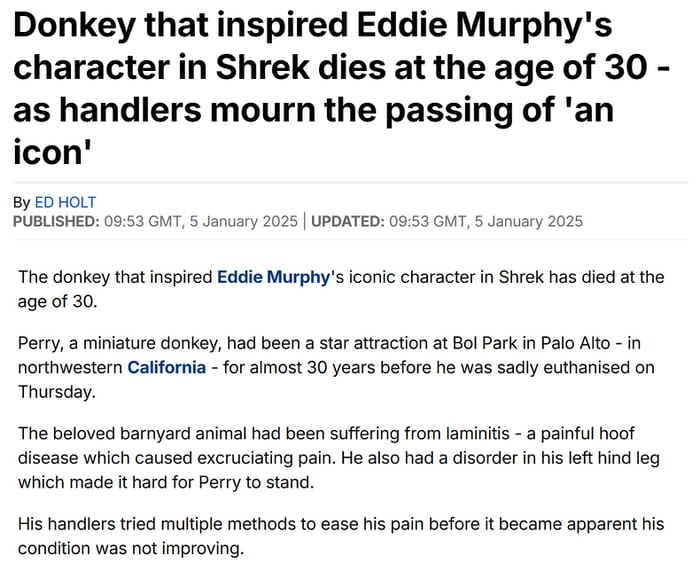 Donkey that inspired Eddie Murphy's
character in Shrek dies at the age of 30 -
as handlers mourn the passing of 'an
icon'
By ED HOLT
PUBLISHED: 09:53 GMT, 5 January 2025 | UPDATED: 09:53 GMT, 5 January 2025
The donkey that inspired Eddie Murphy's iconic character in Shrek has died at the
age of 30.
Perry, a miniature donkey, had been a star attraction at Bol Park in Palo Alto - in
northwestern California - for almost 30 years before he was sadly euthanised on
Thursday.
The beloved barnyard animal had been suffering from laminitis - a painful hoof
disease which caused excruciating pain. He also had a disorder in his left hind leg
which made it hard for Perry to stand.
His handlers tried multiple methods to ease his pain before it became apparent his
condition was not improving.